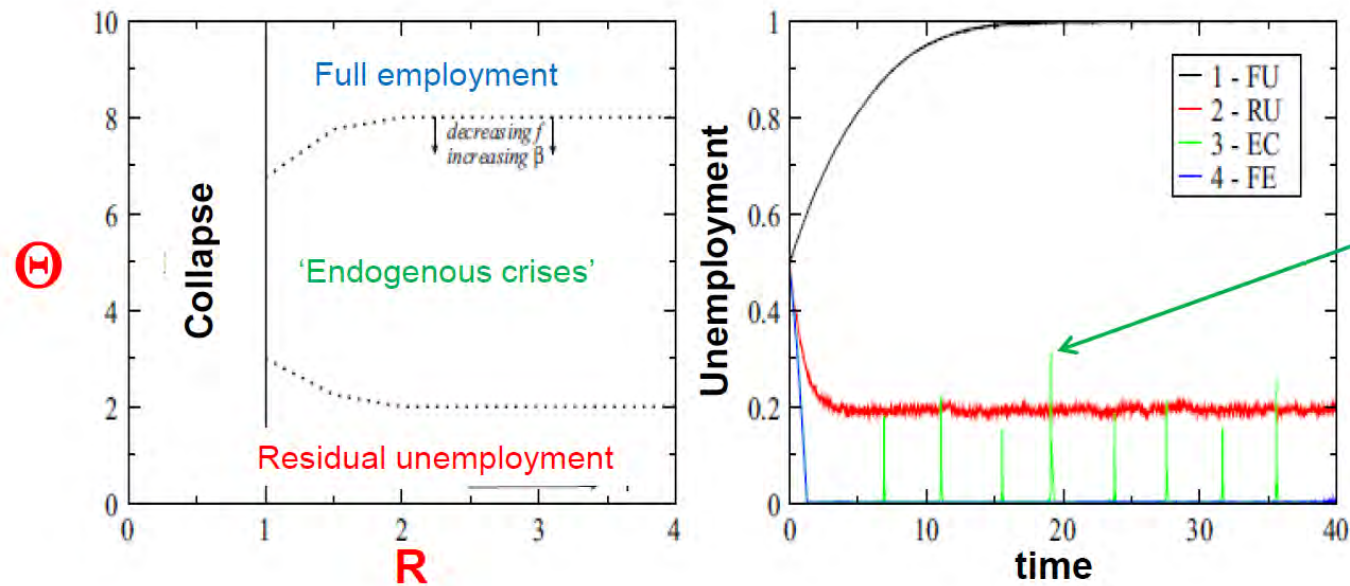 10
8
6
4
2
0
Θ
Collapse
Full employment
decreasing f
increasing β
‘Endogenous crises’
Residual unemployment
0 1 2 3 4
R
1
0.8
0.6
0.4
0.2
0
Unemployment
1 - FU
2 - RU
3 - EC
4 - FE
0 10 20 30 40
time